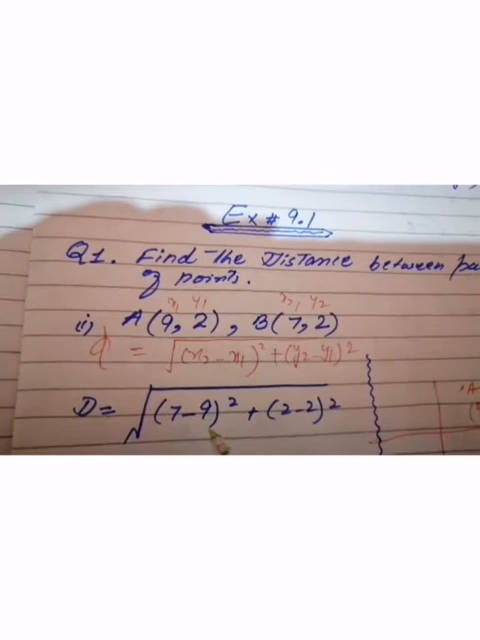 Ex # 9.1
Q1. Find The Distance between
of points.
x₁ y₁ x₂, y₂
(i) A(9, 2), B(7, 2)
d = √(x₂-x₁)² + (y₂-y₁)²
D = √(7-9)² + (2-2)²